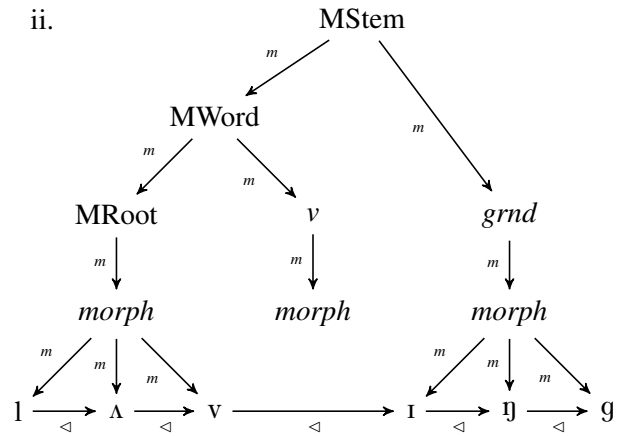 ii. MStem
m
MWord m
m m
MRoot v grnd
m m m
morph morph morph
m m m m m m
l ʌ v ɪ ŋ ɡ
◁ ◁ ◁ ◁ ◁